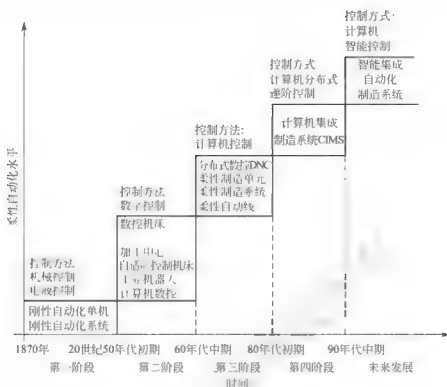 控制方式·
计算机
智能控制
智能集成
自动化
制造系统
控制方式
计算机分布式
递阶控制
计算机集成
制造系统CIMS
控制方法:
计算机控制
分布式数控DNC
柔性制造单元
柔性制造系统
柔性自动线
控制方法
数字控制
数控机床
加工中心
自适应控制机床
工业机器人
计算机数控
控制方法
机械控制
电液控制
刚性自动化单机
刚性自动化系统
柔性自动化水平
1870年 20世纪50年代初期 60年代中期 80年代初期 90年代中期
第一阶段 第二阶段 第三阶段 第四阶段 未来发展
时间